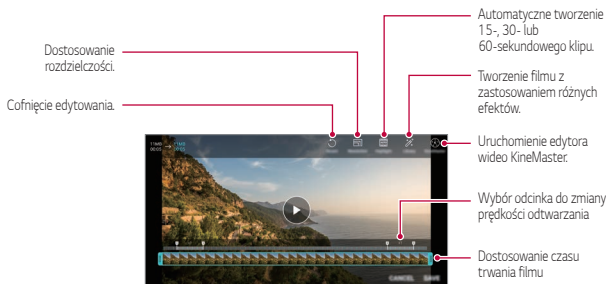 Automatyczne tworzenie
15-, 30- lub
60-sekundowego klipu.
Dostosowanie
rozdzielczości.
Tworzenie filmu z
zastosowaniem różnych
efektów.
Cofnięcie edytowania.
Uruchomienie edytora
wideo KineMaster.
Wybór odcinka do zmiany
prędkości odtwarzania
Dostosowanie czasu
trwania filmu
CANCEL SAVE